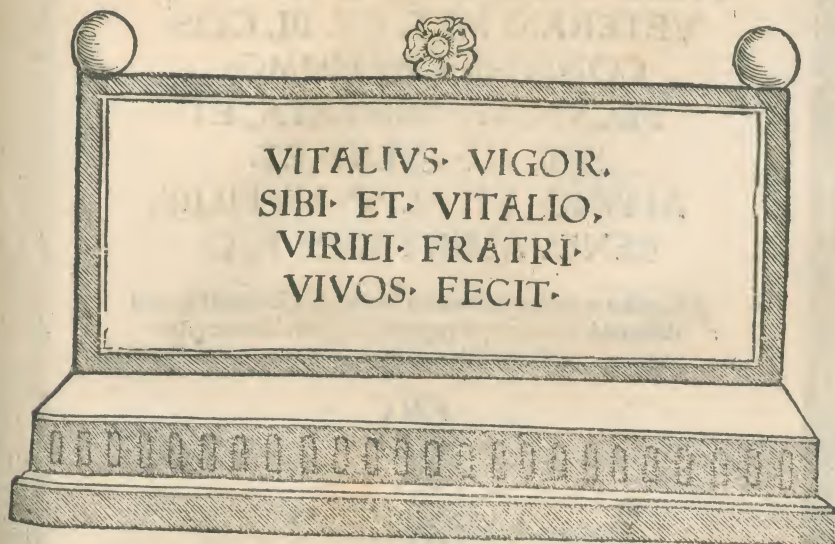 VITALIVS· VIGOR,
SIBI· ET· VITALIO,
VIRILI· FRATRI·
VIVOS· FECIT·